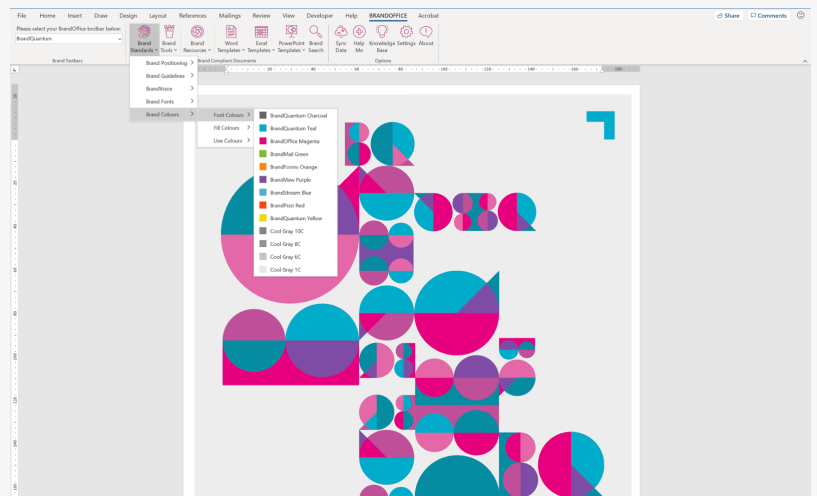 File Home Insert Draw Design Layout References Mailings Review View Developer Help BRANDOFFICE Acrobat Share Comments
Please select your BrandOffice toolbar below:
BrandQuantum
Brand Standards
Brand Tools
Brand Resources
Word Templates
Excel Templates
PowerPoint Templates
Brand Search
Sync Data
Help Me
Knowledge Base
Settings
About
Brand Toolbars
Brand Compliant Documents
Options
Brand Positioning
Brand Guidelines
BrandVoice
Brand Fonts
Brand Colours
Font Colours
Fill Colours
Line Colours
BrandQuantum Charcoal
BrandQuantum Teal
BrandOffice Magenta
BrandMail Green
BrandForms Orange
BrandView Purple
BrandStream Blue
BrandPost Red
BrandQuantum Yellow
Cool Gray 10C
Cool Gray 8C
Cool Gray 6C
Cool Gray 1C